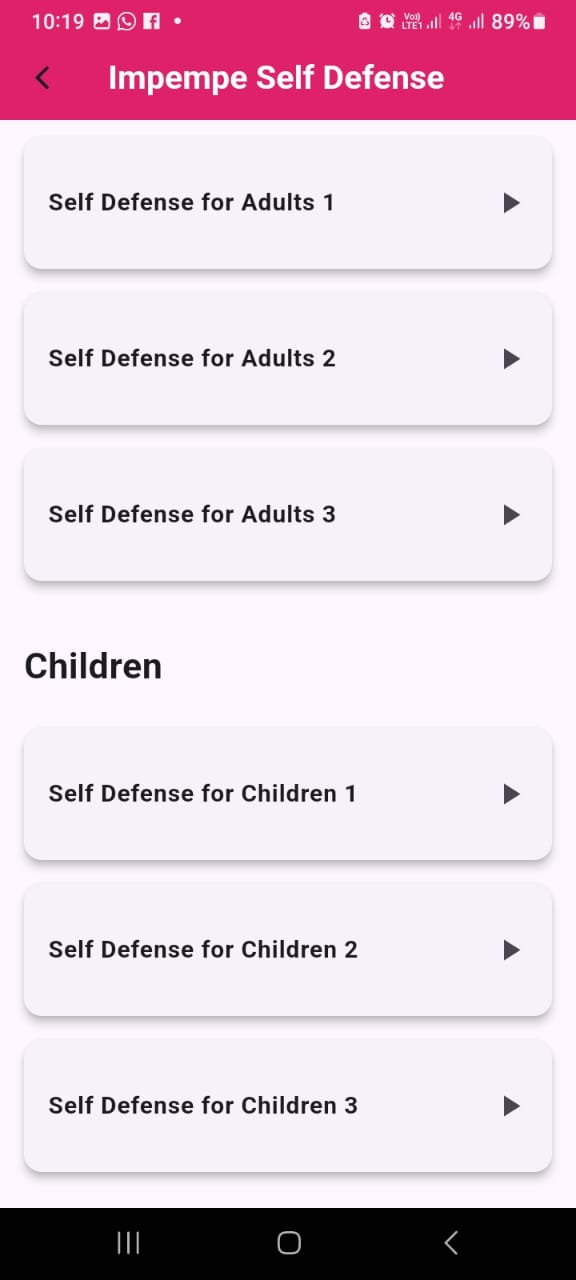 10:19 Vo)) LTE1 4G 89%
Impempe Self Defense
Self Defense for Adults 1
Self Defense for Adults 2
Self Defense for Adults 3
Children
Self Defense for Children 1
Self Defense for Children 2
Self Defense for Children 3